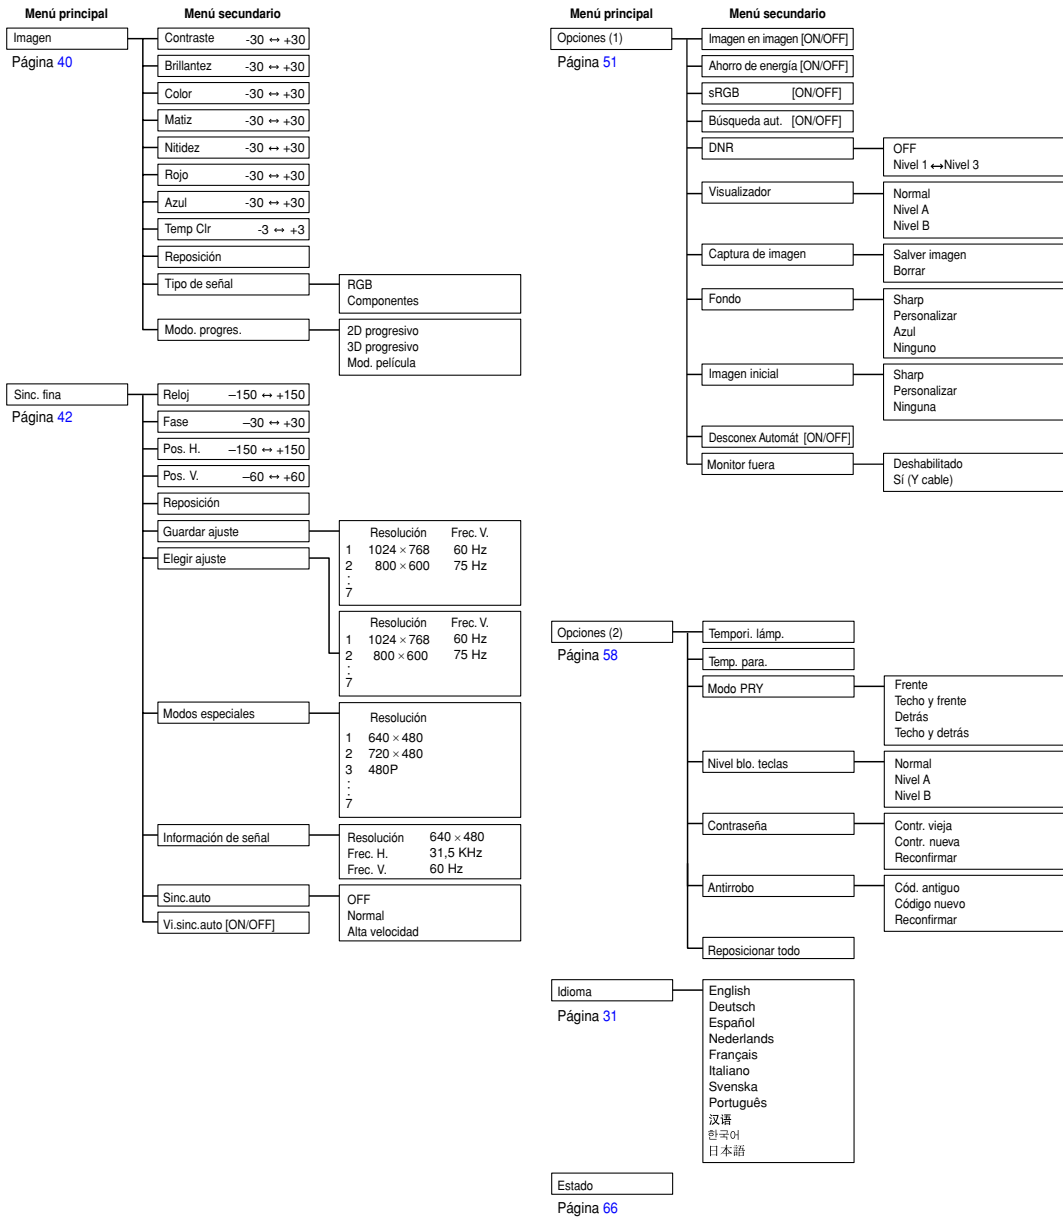 Menú principal Menú secundario
Imagen
Página 40
Contraste -30 ↔ +30
Brillantez -30 ↔ +30
Color -30 ↔ +30
Matiz -30 ↔ +30
Nitidez -30 ↔ +30
Rojo -30 ↔ +30
Azul -30 ↔ +30
Temp Clr -3 ↔ +3
Reposición
Tipo de señal
RGB
Componentes
Modo. progres.
2D progresivo
3D progresivo
Mod. película
Sinc. fina
Página 42
Reloj –150 ↔ +150
Fase –30 ↔ +30
Pos. H. –150 ↔ +150
Pos. V. –60 ↔ +60
Reposición
Guardar ajuste
Resolución Frec. V.
1 1024 × 768 60 Hz
2 800 × 600 75 Hz
:
7
Elegir ajuste
Resolución Frec. V.
1 1024 × 768 60 Hz
2 800 × 600 75 Hz
:
7
Modos especiales
Resolución
1 640 × 480
2 720 × 480
3 480P
:
:
7
Información de señal
Resolución 640 × 480
Frec. H. 31,5 KHz
Frec. V. 60 Hz
Sinc.auto
OFF
Normal
Alta velocidad
Vi.sinc.auto [ON/OFF]
Menú principal Menú secundario
Opciones (1)
Página 51
Imagen en imagen [ON/OFF]
Ahorro de energía [ON/OFF]
sRGB [ON/OFF]
Búsqueda aut. [ON/OFF]
DNR
OFF
Nivel 1 ↔ Nivel 3
Visualizador
Normal
Nivel A
Nivel B
Captura de imagen
Salver imagen
Borrar
Fondo
Sharp
Personalizar
Azul
Ninguno
Imagen inicial
Sharp
Personalizar
Ninguna
Desconex Automát [ON/OFF]
Monitor fuera
Deshabilitado
Sí (Y cable)
Opciones (2)
Página 58
Tempori. lámp.
Temp. para.
Modo PRY
Frente
Techo y frente
Detrás
Techo y detrás
Nivel blo. teclas
Normal
Nivel A
Nivel B
Contraseña
Contr. vieja
Contr. nueva
Reconfirmar
Antirrobo
Cód. antiguo
Código nuevo
Reconfirmar
Reposicionar todo
Idioma
Página 31
English
Deutsch
Español
Nederlands
Français
Italiano
Svenska
Português
汉语
한국어
日本語
Estado
Página 66